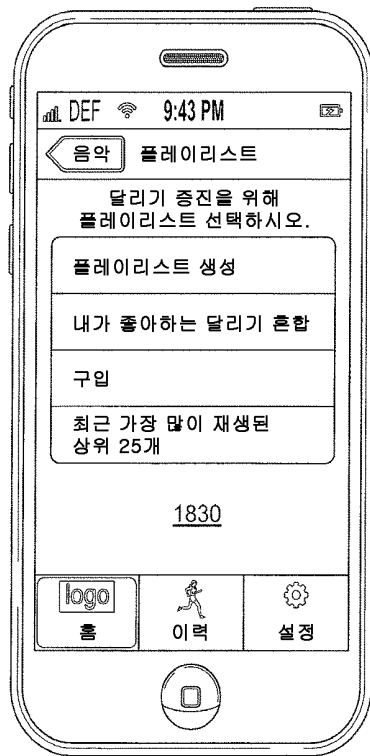 DEF 9:43 PM
음악 플레이리스트
달리기 증진을 위해
플레이리스트 선택하시오.
플레이리스트 생성
내가 좋아하는 달리기 혼합
구입
최근 가장 많이 재생된
상위 25개
1830
logo
홈 이력 설정